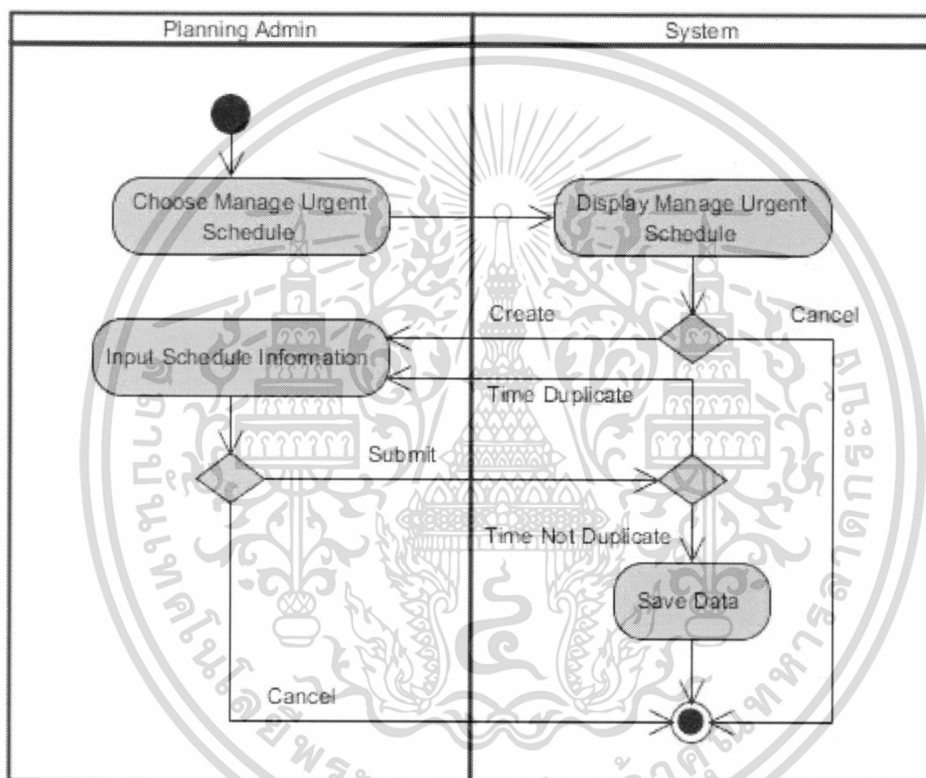 Planning Admin
System
Choose Manage Urgent
Schedule
Display Manage Urgent
Schedule
Create
Cancel
Input Schedule Information
Time Duplicate
Submit
Time Not Duplicate
Save Data
Cancel